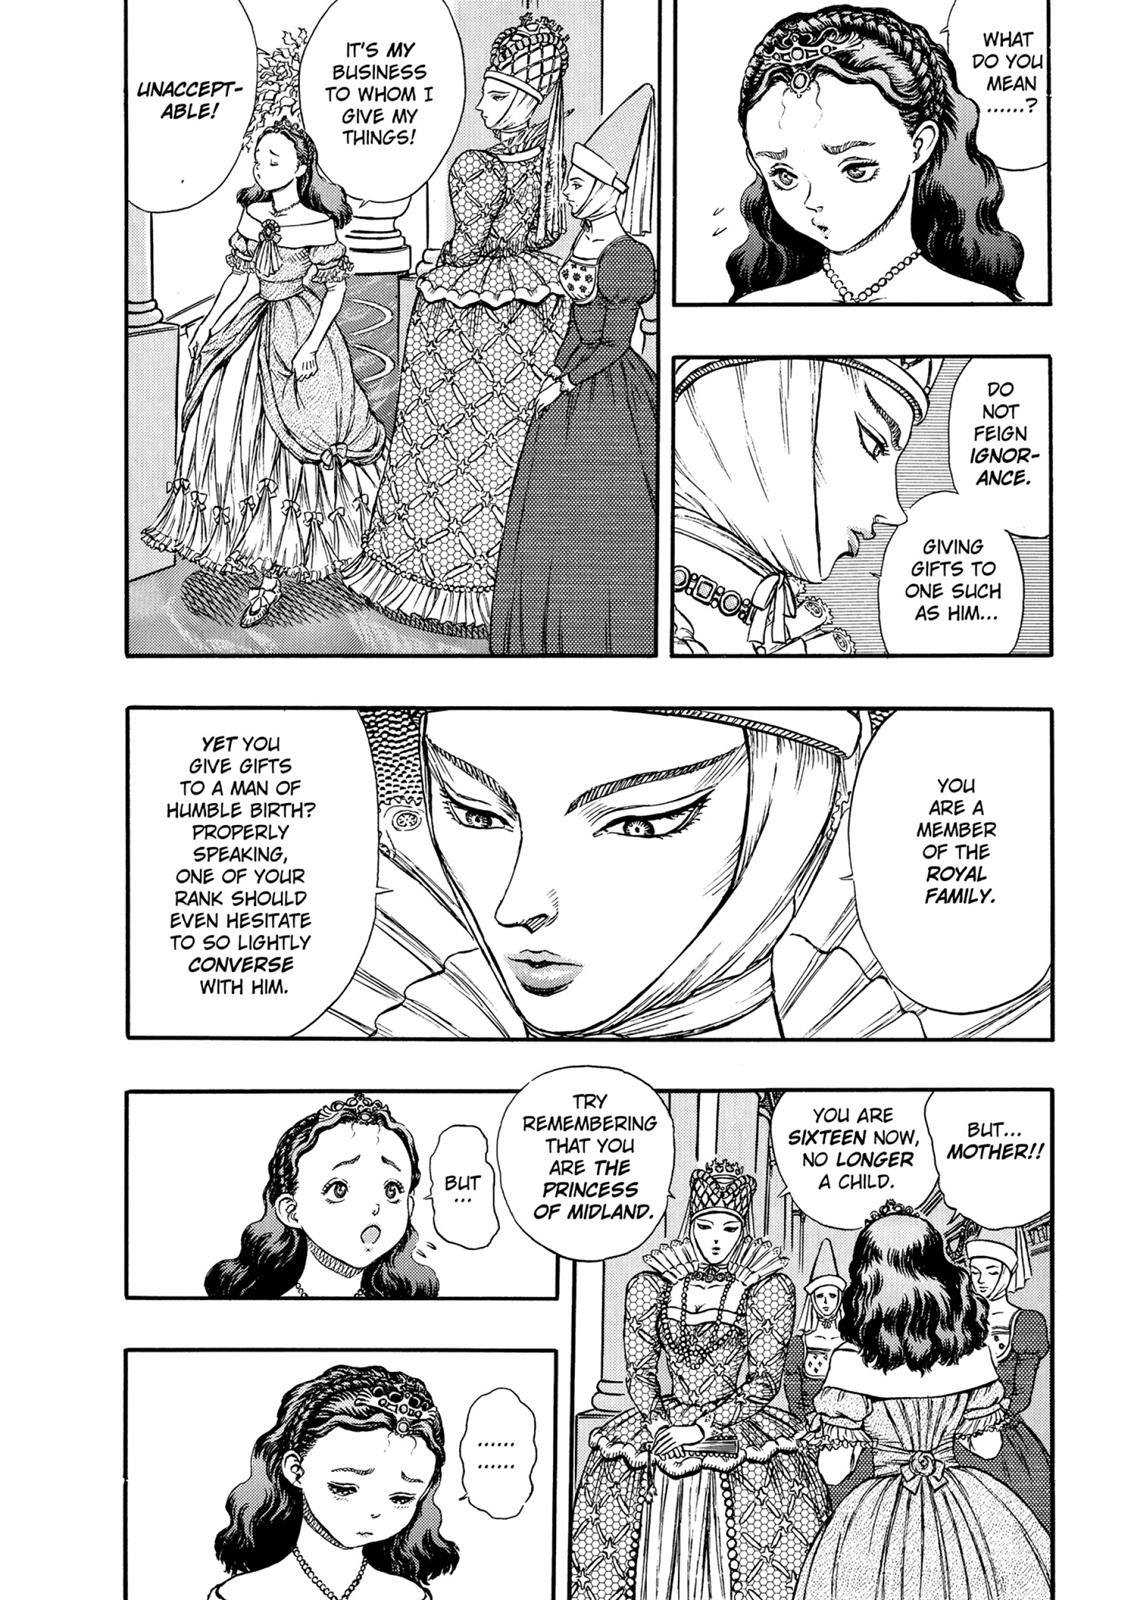 WHAT
DO YOU
MEAN
......?
IT'S MY
BUSINESS
TO WHOM I
GIVE MY
THINGS!
UNACCEPT-
ABLE!
DO
NOT
FEIGN
IGNOR-
ANCE.
GIVING
GIFTS TO
ONE SUCH
AS HIM...
YOU
ARE A
MEMBER
OF THE
ROYAL
FAMILY.
YET YOU
GIVE GIFTS
TO A MAN OF
HUMBLE BIRTH?
PROPERLY
SPEAKING,
ONE OF YOUR
RANK SHOULD
EVEN HESITATE
TO SO LIGHTLY
CONVERSE
WITH HIM.
BUT...
MOTHER!!
YOU ARE
SIXTEEN NOW,
NO LONGER
A CHILD.
TRY
REMEMBERING
THAT YOU
ARE THE
PRINCESS
OF MIDLAND.
BUT
...
......
......